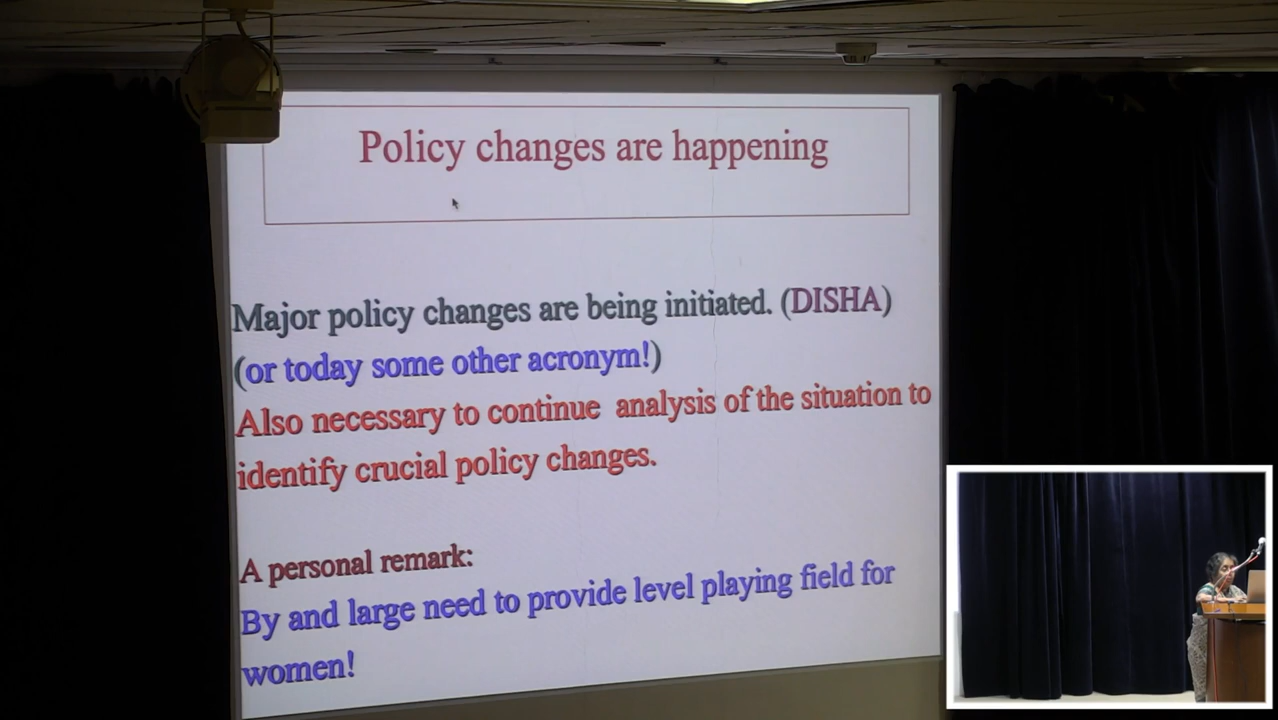 Policy changes are happening
Major policy changes are being initiated. (DISHA)
(or today some other acronym!)
Also necessary to continue analysis of the situation to
identify crucial policy changes.
A personal remark:
By and large need to provide level playing field for
women!